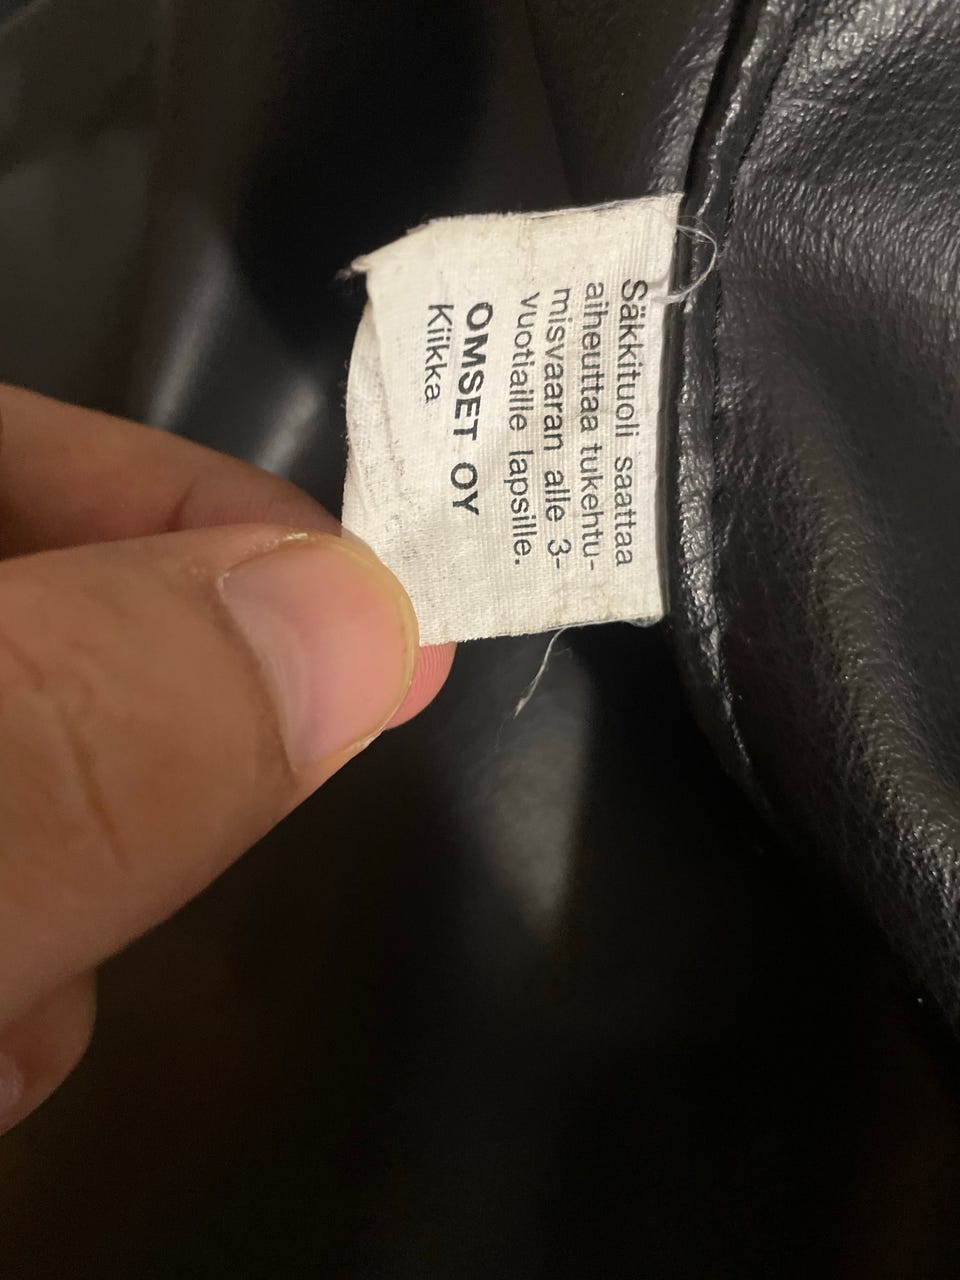 Säkkituoli saattaa
aiheuttaa tukehtu-
misvaaran alle 3-
vuotiaille lapsille.
OMSET OY
Kiikka